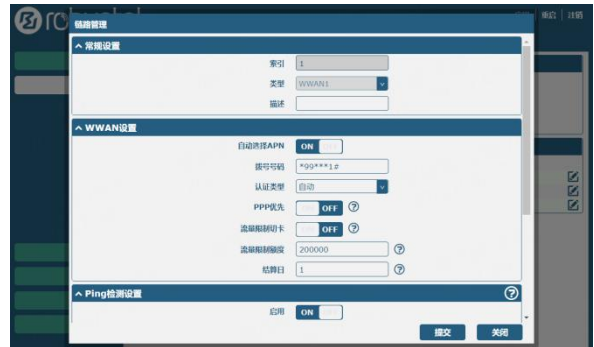 链路管理
重启 | 注销
常规设置
索引 1
类型 WWAN1
描述
WWAN设置
自动选择APN ON
拨号号码 *99***1#
认证类型 自动
PPP优先 OFF ?
流量限制切卡 OFF ?
流量限制额度 200000 ?
结算日 1 ?
Ping检测设置 ?
启用 ON
提交 关闭